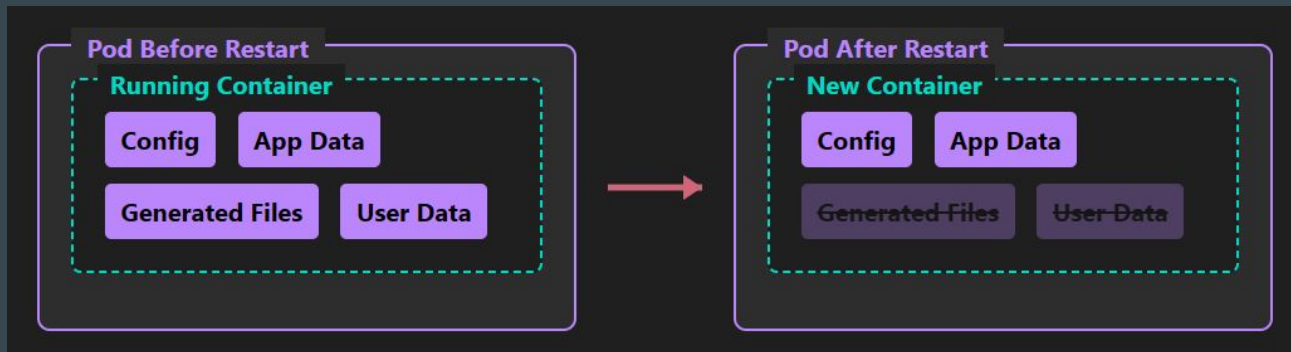 Pod Before Restart
Running Container
Config App Data
Generated Files User Data
Pod After Restart
New Container
Config App Data
Generated Files User Data